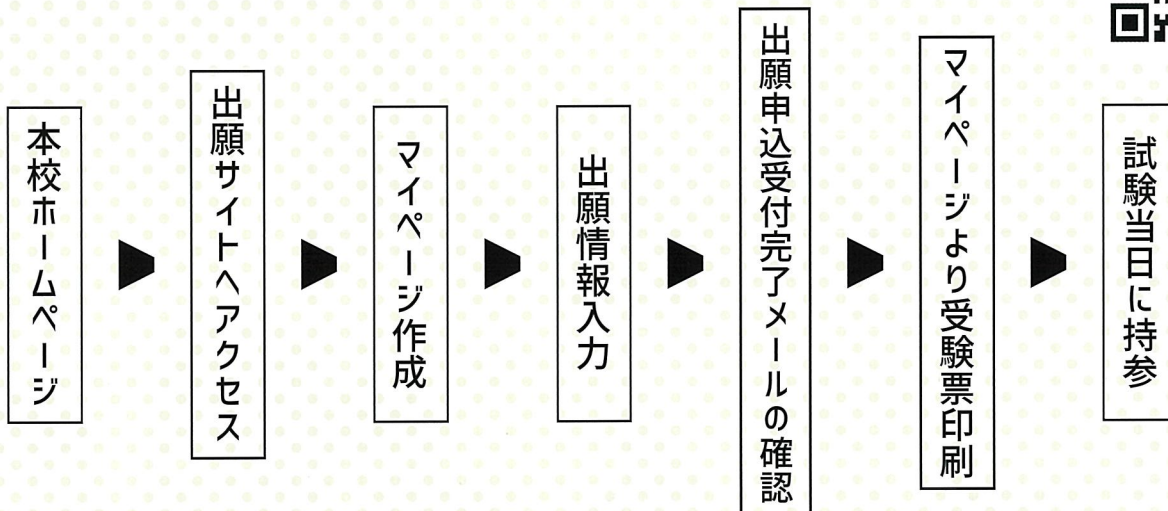 本校ホームページ
出願サイトへアクセス
マイページ作成
出願情報入力
出願申込受付完了メールの確認
マイページより受験票印刷
試験当日に持参